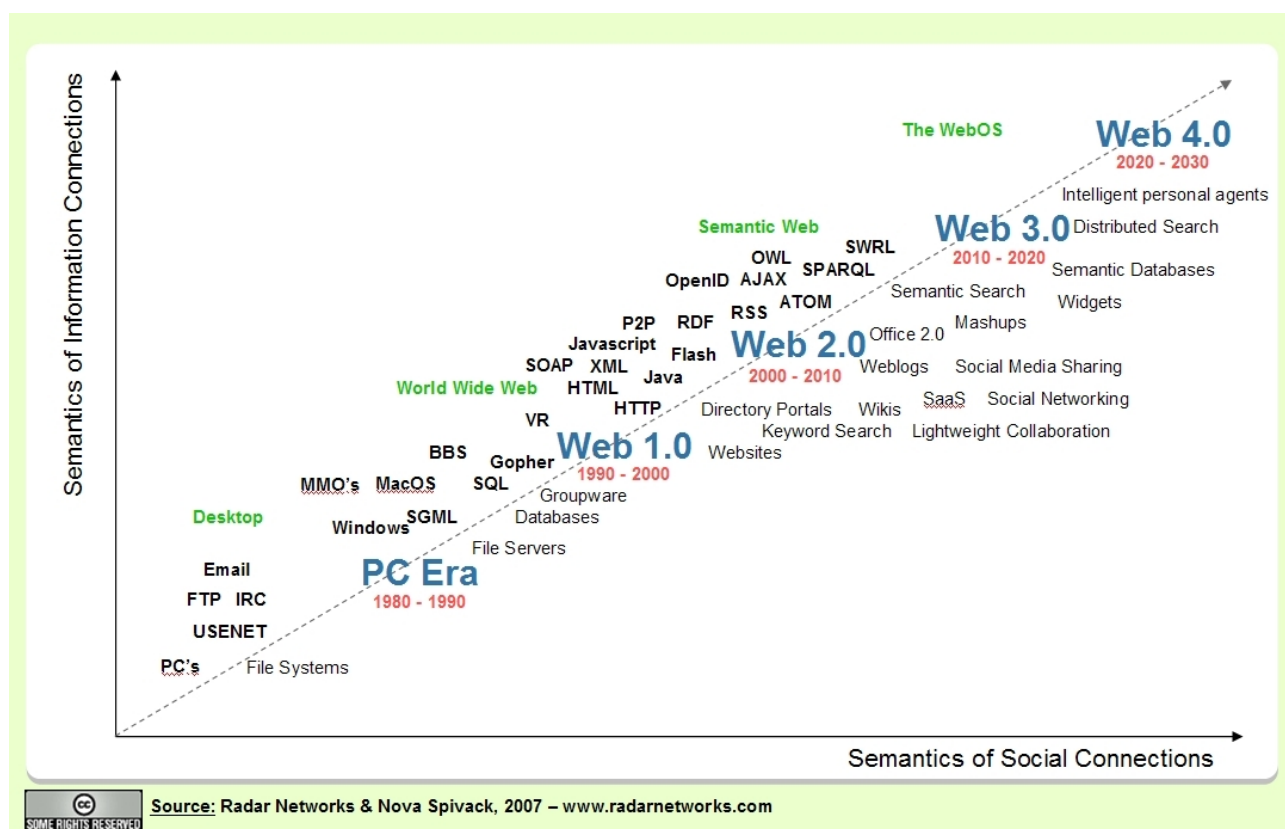 Semantics of Information Connections
The WebOS
Web 4.0
2020 - 2030
Intelligent personal agents
Semantic Web
Web 3.0
Distributed Search
2010 - 2020
SWRL
OWL
SPARQL
Semantic Databases
OpenID
AJAX
Semantic Search
Widgets
ATOM
RSS
P2P
RDF
Mashups
Office 2.0
Javascript
Web 2.0
Flash
SOAP
XML
Weblogs
Social Media Sharing
2000 - 2010
Java
World Wide Web
HTML
SaaS
Social Networking
HTTP
Directory Portals
Wikis
VR
Keyword Search
Lightweight Collaboration
Web 1.0
Websites
BBS
Gopher
1990 - 2000
MMO's
MacOS
SQL
Groupware
Desktop
SGML
Databases
Windows
File Servers
Email
PC Era
FTP
IRC
1980 - 1990
USENET
PC's
File Systems
Semantics of Social Connections
cc
SOME RIGHTS RESERVED
Source: Radar Networks & Nova Spivack, 2007 – www.radarnetworks.com